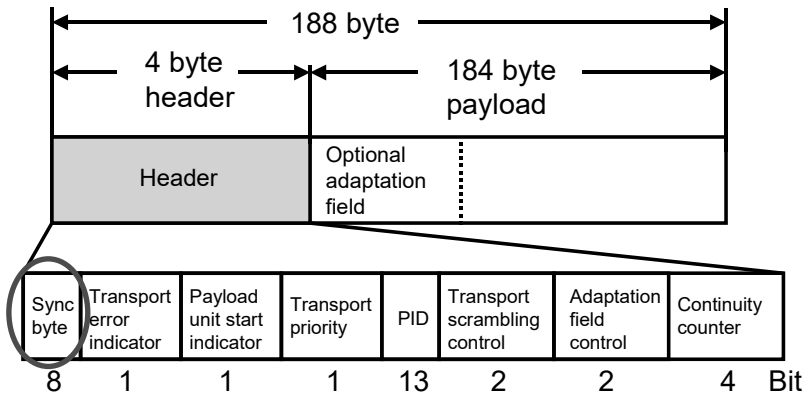 188 byte
4 byte
header
184 byte
payload
Header
Optional
adaptation
field
Sync
byte
Transport
error
indicator
Payload
unit start
indicator
Transport
priority
PID
Transport
scrambling
control
Adaptation
field
control
Continuity
counter
8 1 1 1 13 2 2 4 Bit